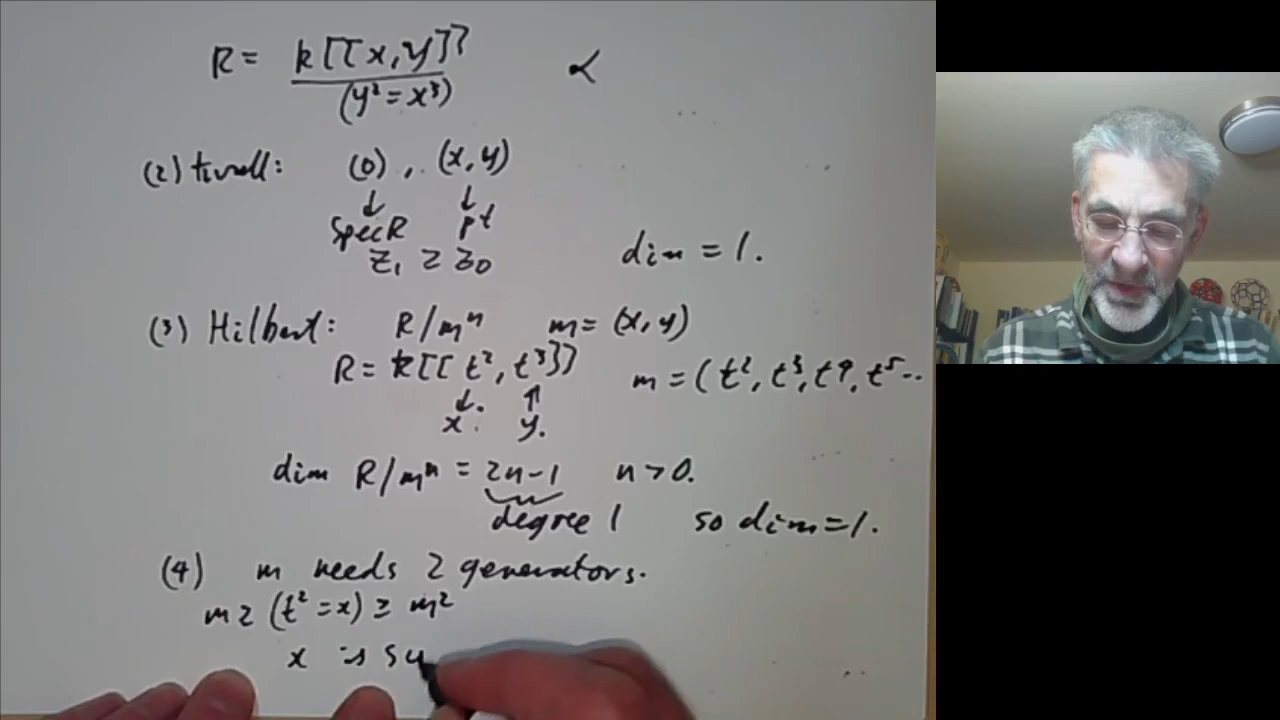 R = k[[x,y]] ∝
(y² = x³)
(2) Krull: (0), (x,y)
↓ ↓
Spec R pt
Z₁ ⊇ Z₀ dim = 1.
(3) Hilbert: R/mⁿ m = (x,y)
R = k[[t², t³]] m = (t², t³, t⁴, t⁵ ··
↓ ⇑
x. y.
dim R/mⁿ = 2n-1 n>0.
degree 1 so dim=1.
(4) m needs 2 generators.
m ⊇ (t² = x) ⊇ m²
x is su